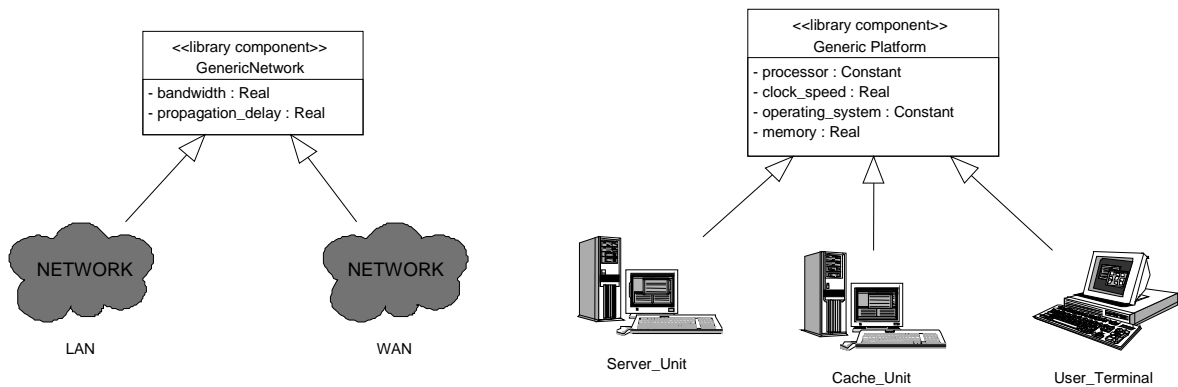 <<library component>>
GenericNetwork
- bandwidth : Real
- propagation_delay : Real
NETWORK
LAN
NETWORK
WAN
<<library component>>
Generic Platform
- processor : Constant
- clock_speed : Real
- operating_system : Constant
- memory : Real
Server_Unit
Cache_Unit
User_Terminal